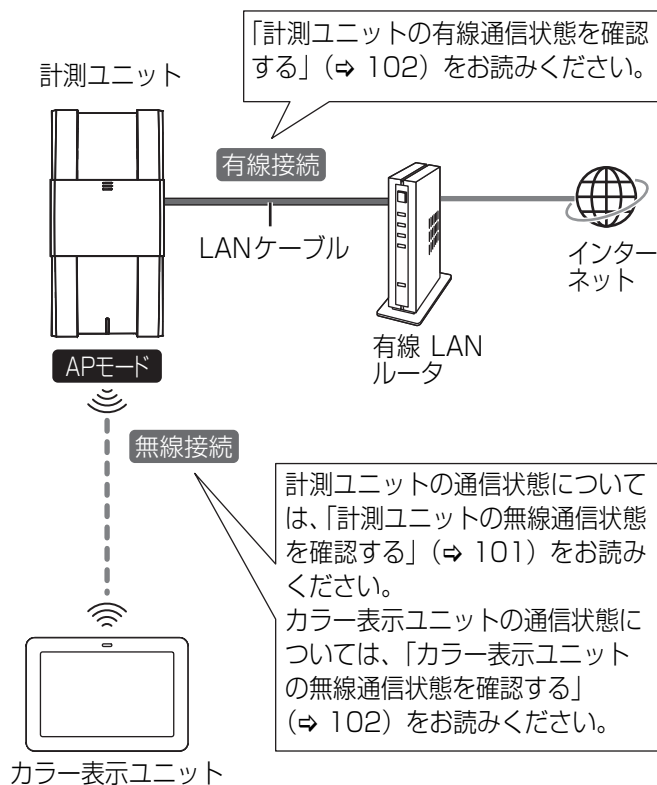 「計測ユニットの有線通信状態を確認
する」（⇨ 102）をお読みください。
計測ユニット
有線接続
LANケーブル
インター
ネット
有線 LAN
ルータ
APモード
無線接続
計測ユニットの通信状態について
は、「計測ユニットの無線通信状態
を確認する」（⇨ 101）をお読み
ください。
カラー表示ユニットの通信状態に
ついては、「カラー表示ユニット
の無線通信状態を確認する」
（⇨ 102）をお読みください。
カラー表示ユニット